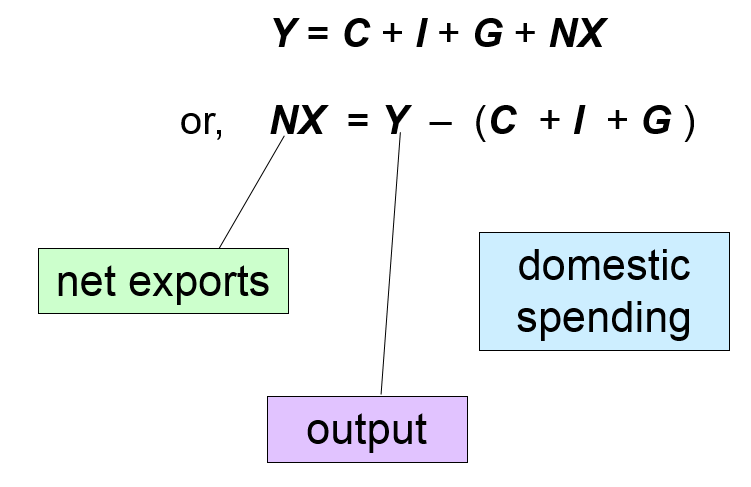 Y = C + I + G + NX
or, NX = Y – (C + I + G )
net exports
domestic
spending
output